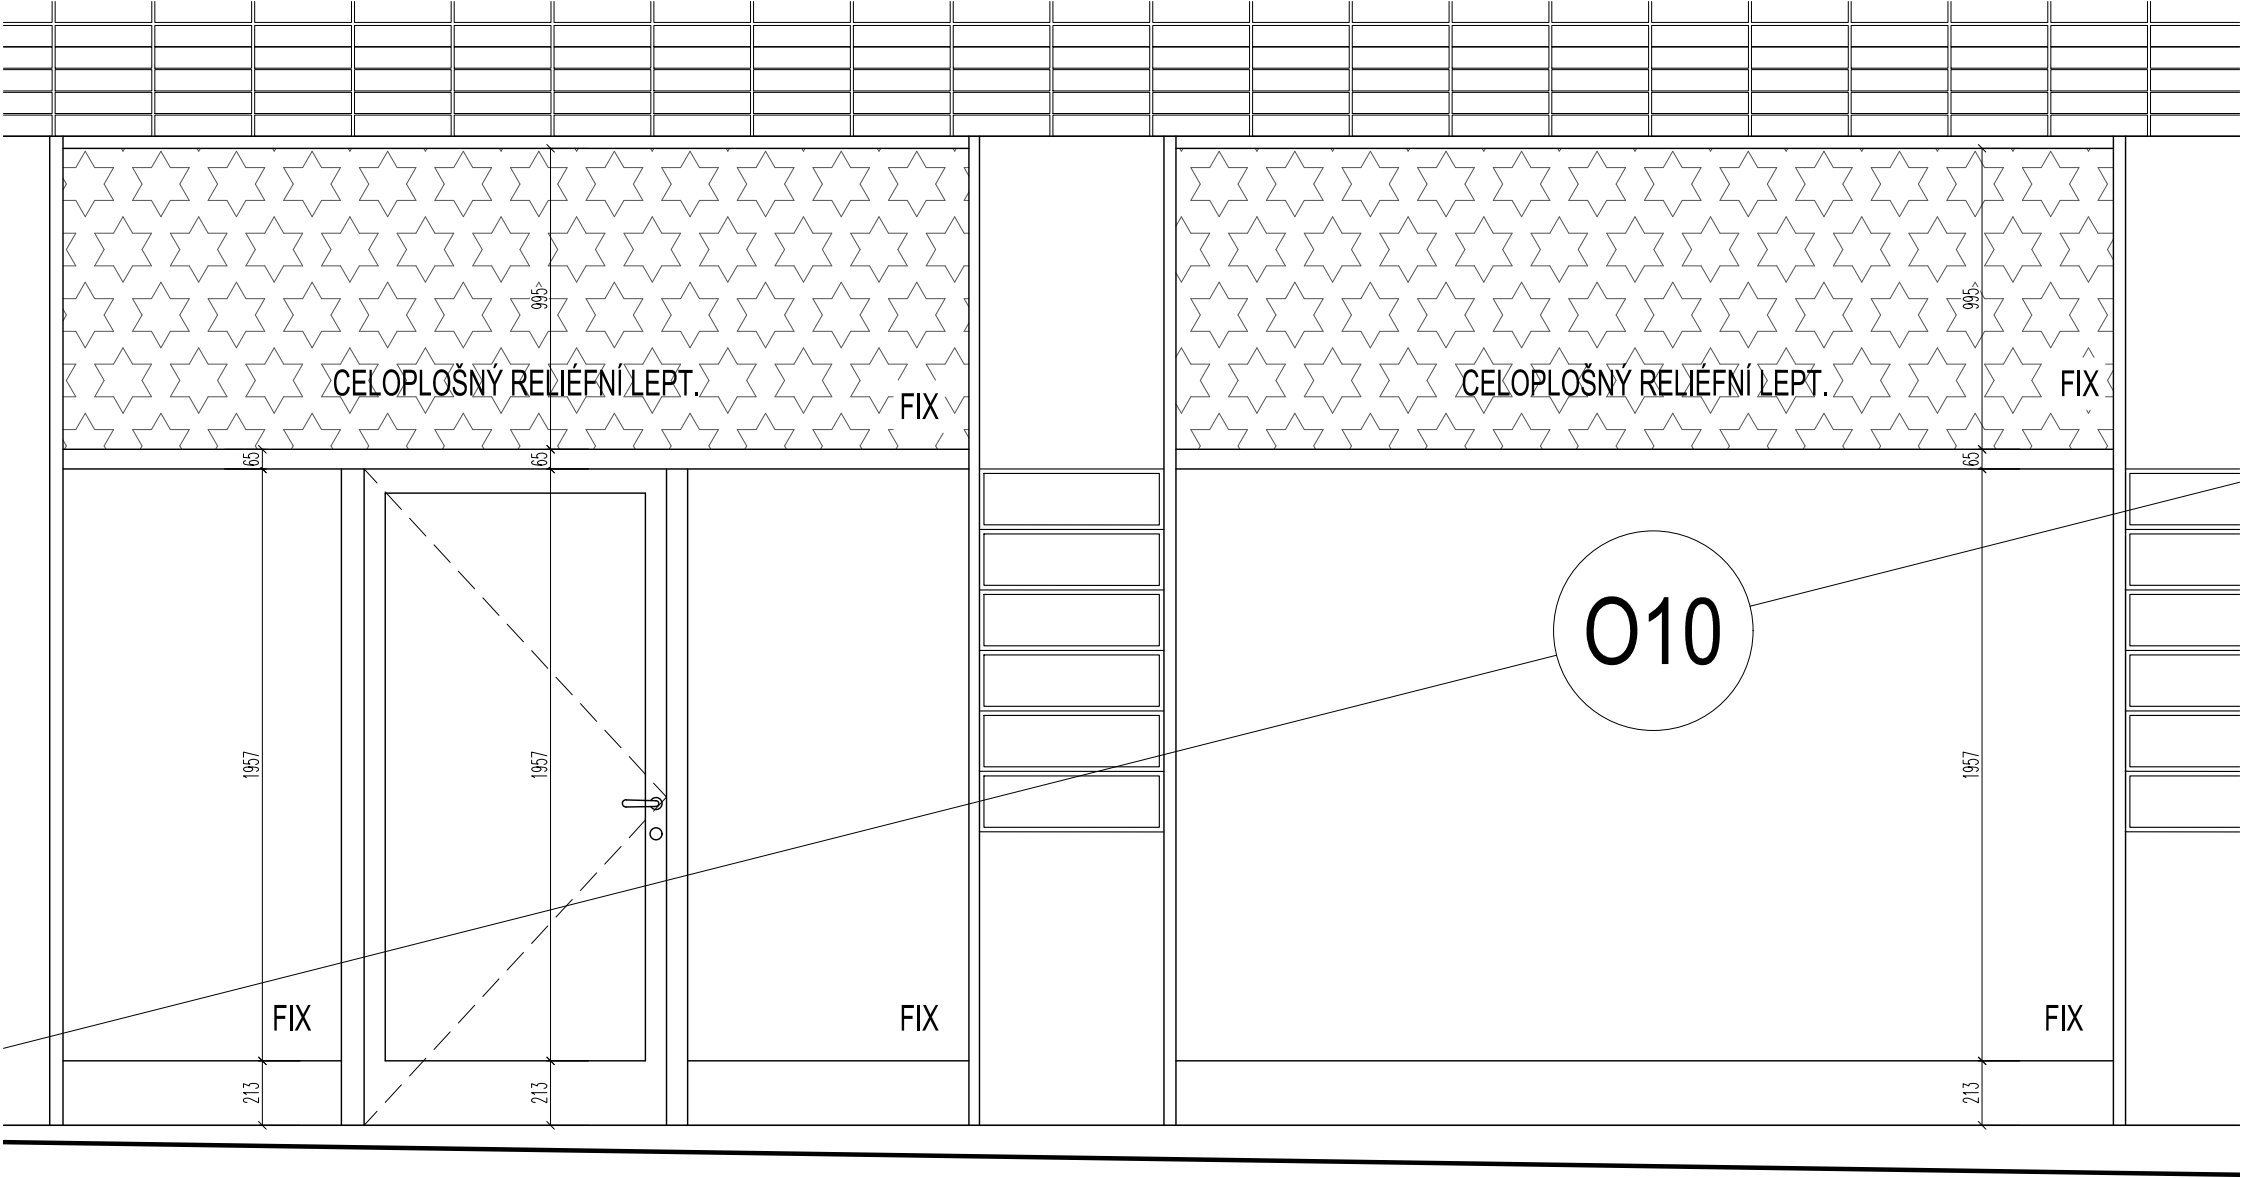 995>
995>
CELOPLOŠNÝ RELIÉFNÍ LEPT.
FIX
CELOPLOŠNÝ RELIÉFNÍ LEPT.
FIX
65
65
65
O10
1957
1957
1957
FIX
FIX
FIX
213
213
213